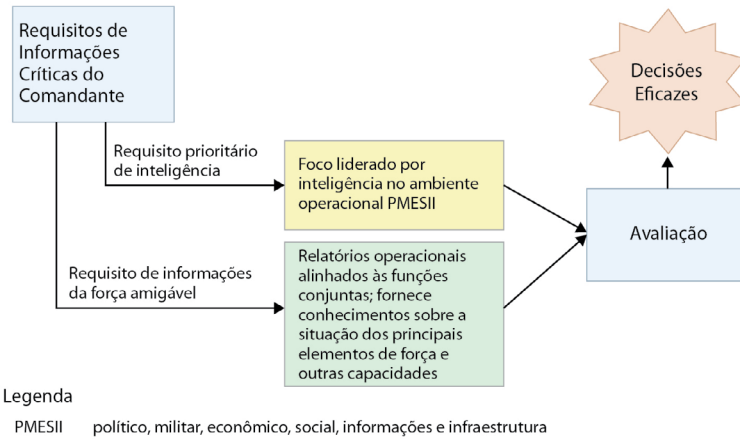 Requisitos de
Informações
Críticas do
Comandante
Decisões
Eficazes
Requisito prioritário
de inteligência
Foco liderado por
inteligência no ambiente
operacional PMESII
Avaliação
Requisito de informações
da força amigável
Relatórios operacionais
alinhados às funções
conjuntas; fornece
conhecimentos sobre a
situação dos principais
elementos de força e
outras capacidades
Legenda
PMESII político, militar, econômico, social, informações e infraestrutura